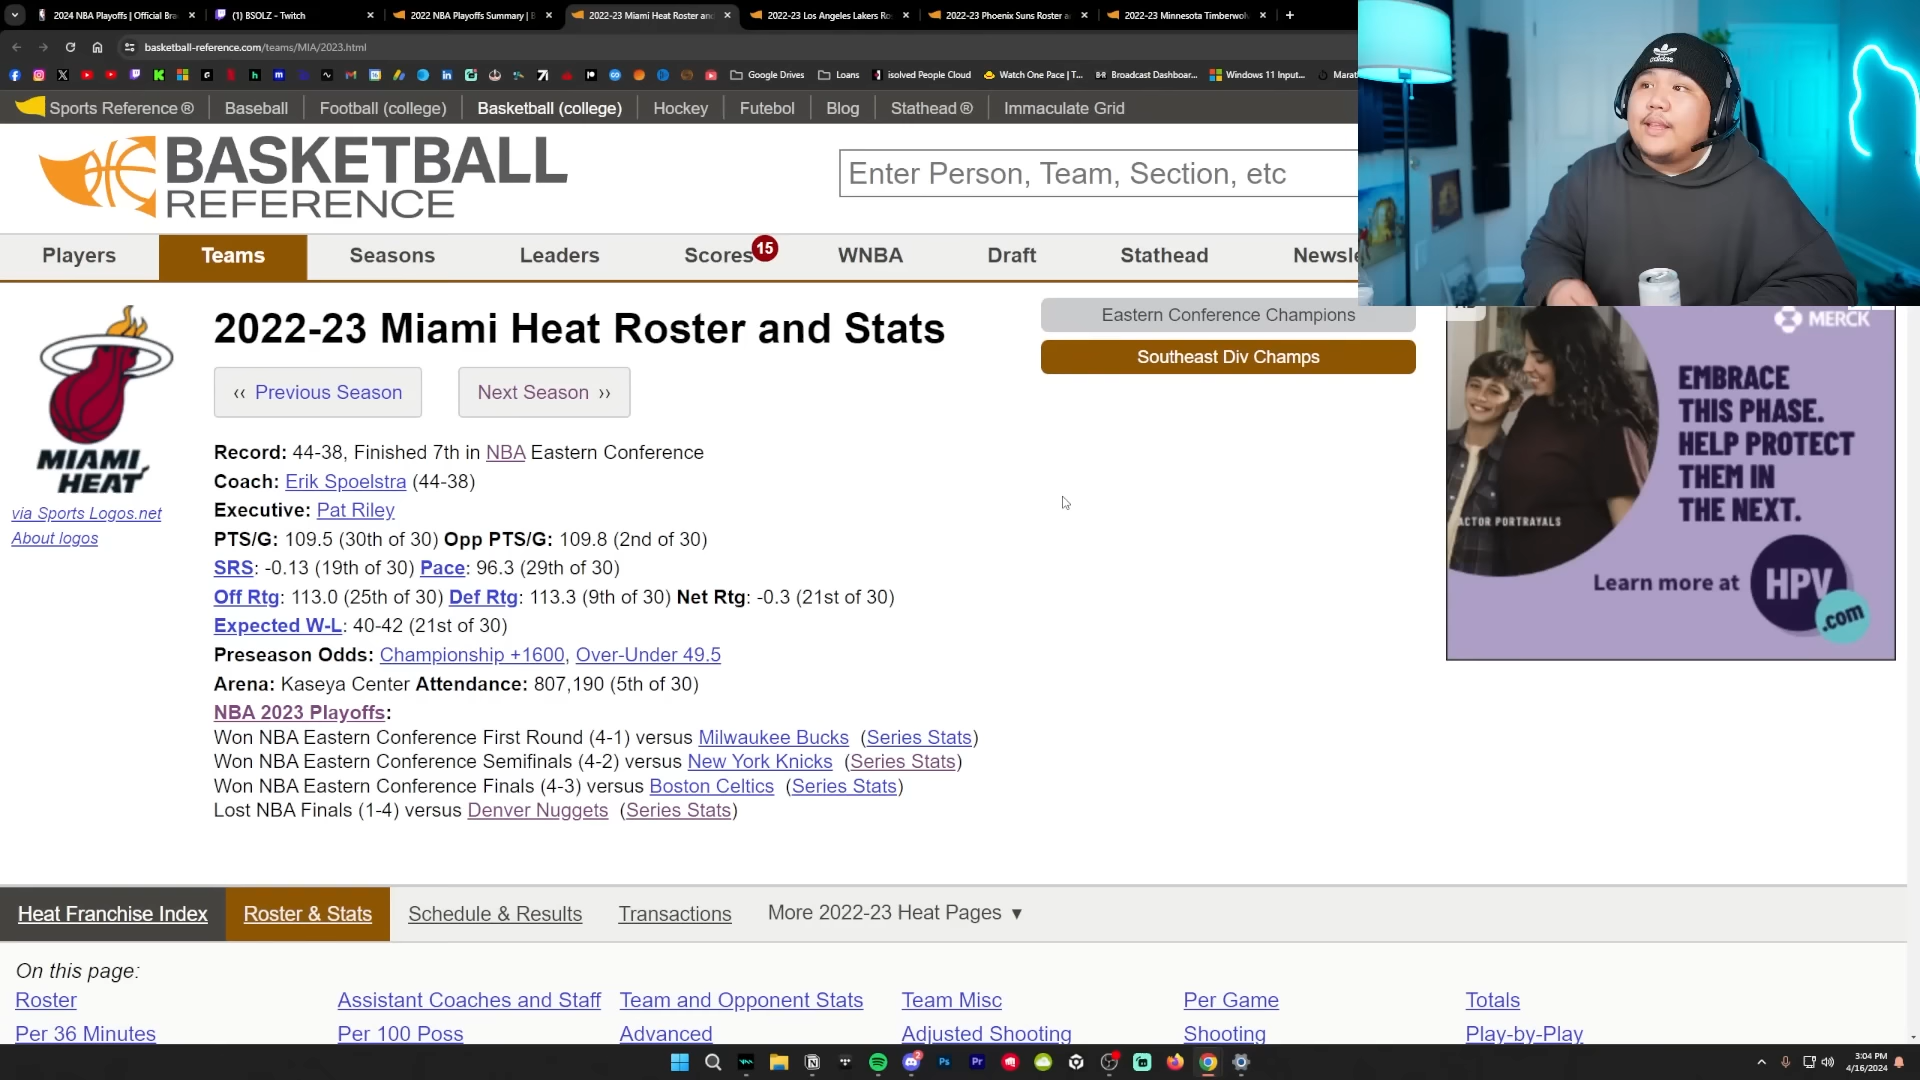 2024 NBA Playoffs | Official Bra
(1) BSOLZ - Twitch
2022 NBA Playoffs Summary | B
2022-23 Miami Heat Roster and
2022-23 Los Angeles Lakers Ro
2022-23 Phoenix Suns Roster a
2022-23 Minnesota Timberwol
basketball-reference.com/teams/MIA/2023.html
Google Drives
Loans
isolved People Cloud
Watch One Pace | T...
Broadcast Dashboar...
Windows 11 Input...
Marat
Sports Reference ®
Baseball
Football (college)
Basketball (college)
Hockey
Futebol
Blog
Stathead ®
Immaculate Grid
BASKETBALL
REFERENCE
Enter Person, Team, Section, etc
adidas
Players
Teams
Seasons
Leaders
Scores 15
WNBA
Draft
Stathead
Newsle
MIAMI
HEAT
via Sports Logos.net
About logos
2022-23 Miami Heat Roster and Stats
‹‹ Previous Season
Next Season ››
Eastern Conference Champions
Southeast Div Champs
Record: 44-38, Finished 7th in NBA Eastern Conference
Coach: Erik Spoelstra (44-38)
Executive: Pat Riley
PTS/G: 109.5 (30th of 30) Opp PTS/G: 109.8 (2nd of 30)
SRS: -0.13 (19th of 30) Pace: 96.3 (29th of 30)
Off Rtg: 113.0 (25th of 30) Def Rtg: 113.3 (9th of 30) Net Rtg: -0.3 (21st of 30)
Expected W-L: 40-42 (21st of 30)
Preseason Odds: Championship +1600, Over-Under 49.5
Arena: Kaseya Center Attendance: 807,190 (5th of 30)
NBA 2023 Playoffs:
Won NBA Eastern Conference First Round (4-1) versus Milwaukee Bucks (Series Stats)
Won NBA Eastern Conference Semifinals (4-2) versus New York Knicks (Series Stats)
Won NBA Eastern Conference Finals (4-3) versus Boston Celtics (Series Stats)
Lost NBA Finals (1-4) versus Denver Nuggets (Series Stats)
MERCK
EMBRACE
THIS PHASE.
HELP PROTECT
THEM IN
THE NEXT.
ACTOR PORTRAYALS
Learn more at HPV
.com
Heat Franchise Index
Roster & Stats
Schedule & Results
Transactions
More 2022-23 Heat Pages ▼
On this page:
Roster
Assistant Coaches and Staff
Team and Opponent Stats
Team Misc
Per Game
Totals
Per 36 Minutes
Per 100 Poss
Advanced
Adjusted Shooting
Shooting
Play-by-Play
3:04 PM
4/16/2024